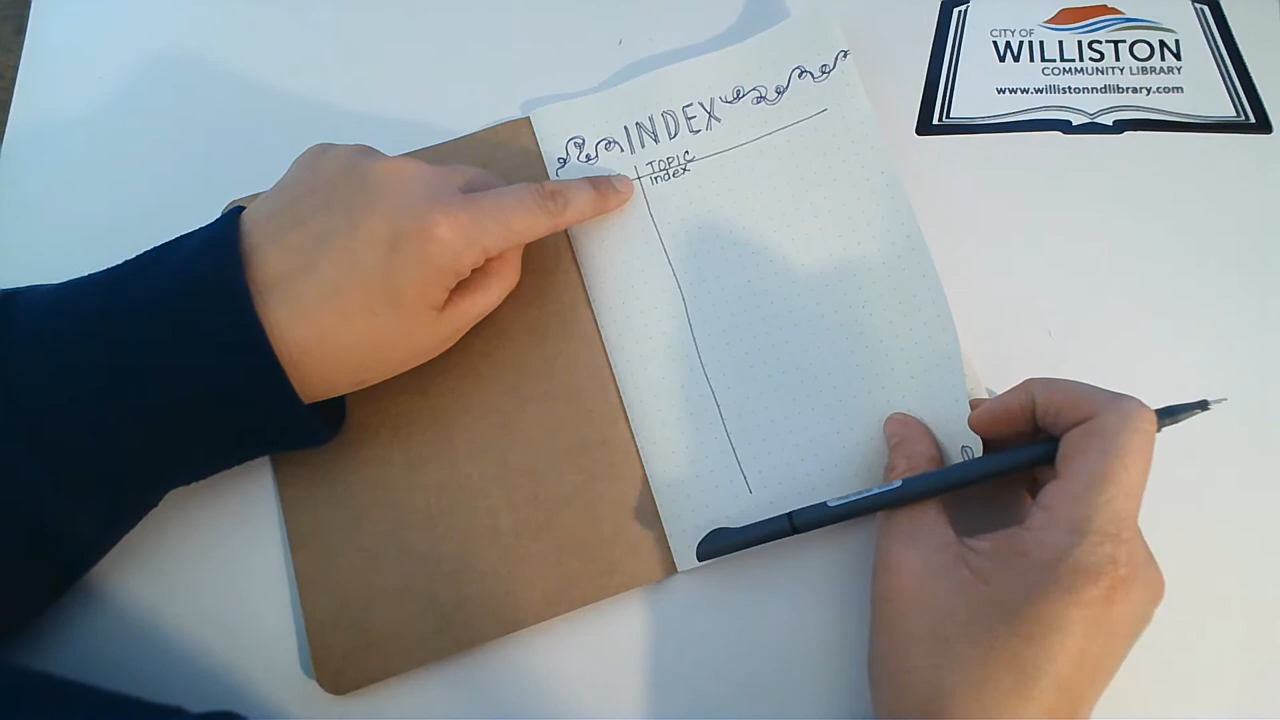 CITY OF
WILLISTON
COMMUNITY LIBRARY
www.willistonndlibrary.com
INDEX
TOPIC
index